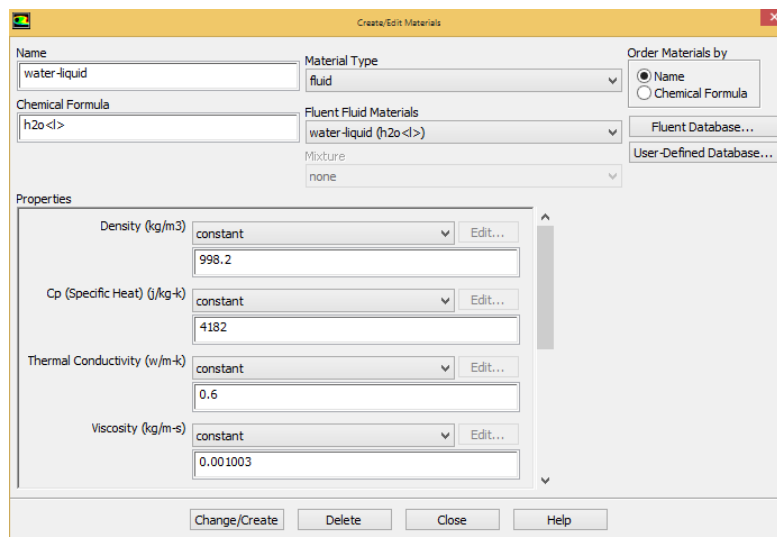 Create/Edit Materials
Name
water-liquid
Material Type
fluid
Order Materials by
Name
Chemical Formula
Chemical Formula
h2o<l>
Fluent Fluid Materials
water-liquid (h2o<l>)
Fluent Database...
Mixture
none
User-Defined Database...
Properties
Density (kg/m3) constant Edit...
998.2
Cp (Specific Heat) (j/kg-k) constant Edit...
4182
Thermal Conductivity (w/m-k) constant Edit...
0.6
Viscosity (kg/m-s) constant Edit...
0.001003
Change/Create Delete Close Help